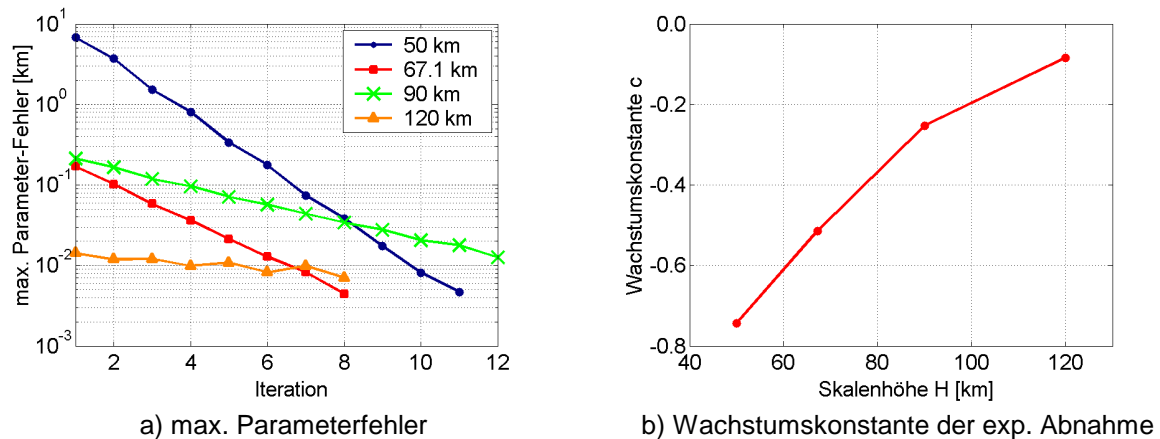 max. Parameter-Fehler [km]
10^1
10^0
10^-1
10^-2
10^-3
2 4 6 8 10 12
Iteration
50 km
67.1 km
90 km
120 km
a) max. Parameterfehler
Wachstumskonstante c
0.0
-0.2
-0.4
-0.6
-0.8
40 60 80 100 120
Skalenhöhe H [km]
b) Wachstumskonstante der exp. Abnahme